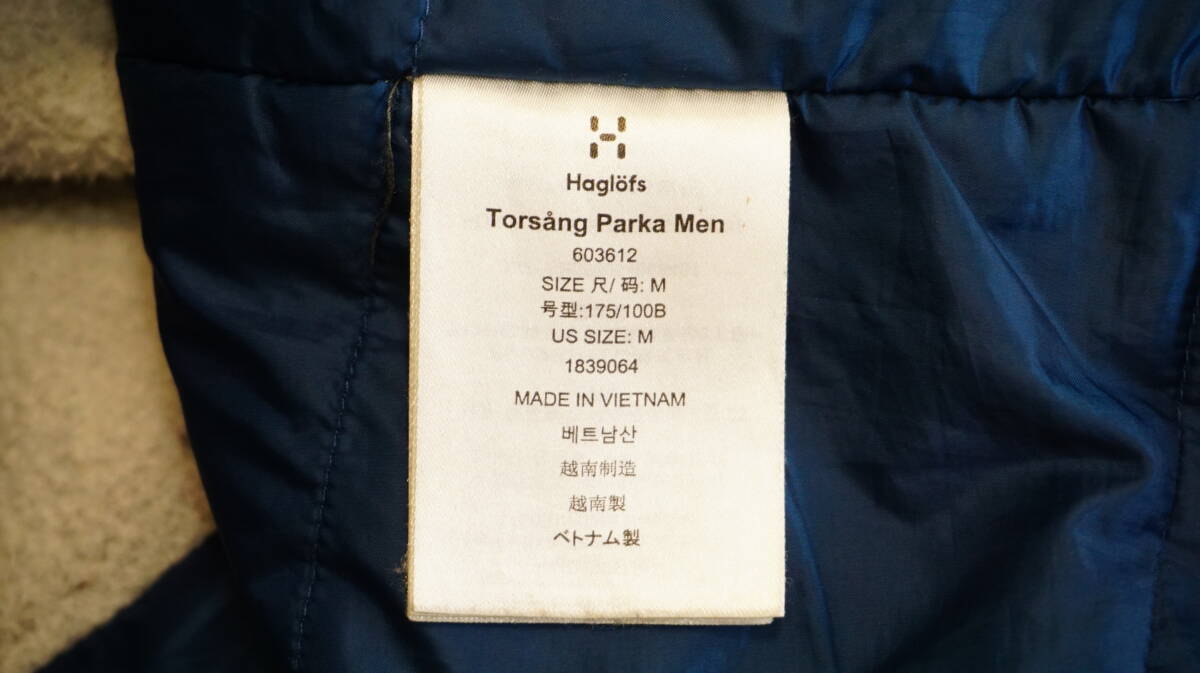 Haglöfs
Torsång Parka Men
603612
SIZE 尺/ 码: M
号型:175/100B
US SIZE: M
1839064
MADE IN VIETNAM
베트남산
越南制造
越南製
ベトナム製